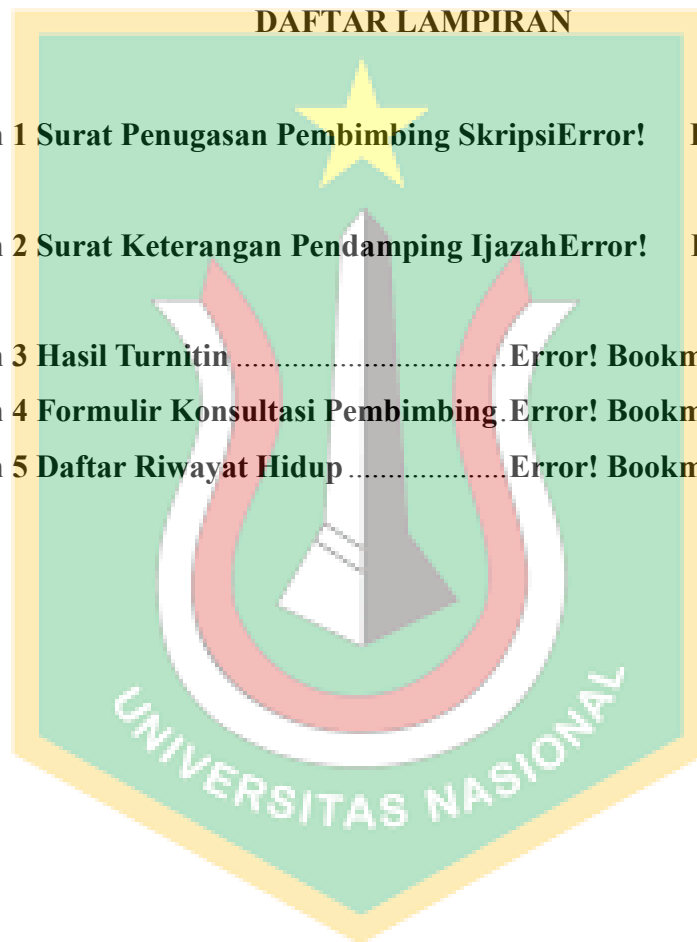 DAFTAR LAMPIRAN
n 1 Surat Penugasan Pembimbing SkripsiError!
n 2 Surat Keterangan Pendamping IjazahError!
n 3 Hasil Turnitin ................................ Error! Bookm
n 4 Formulir Konsultasi Pembimbing . Error! Bookm
n 5 Daftar Riwayat Hidup ................... Error! Bookm
UNIVERSITAS NASIONAL